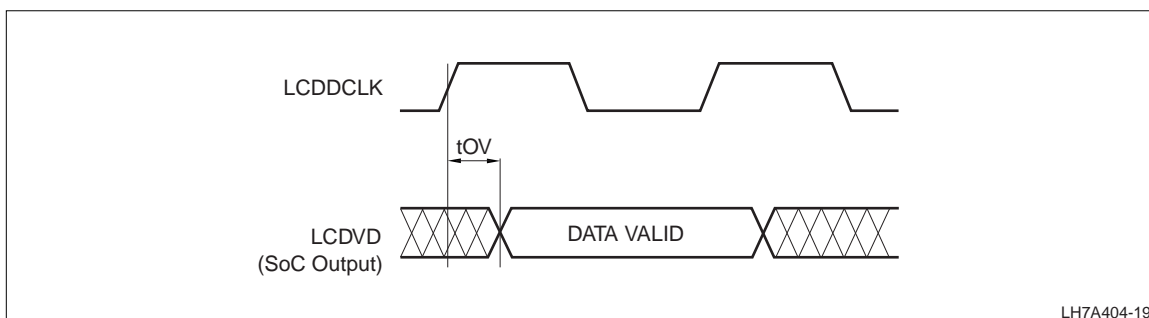 LCDDCLK
tOV
LCDVD
(SoC Output)
DATA VALID
LH7A404-19